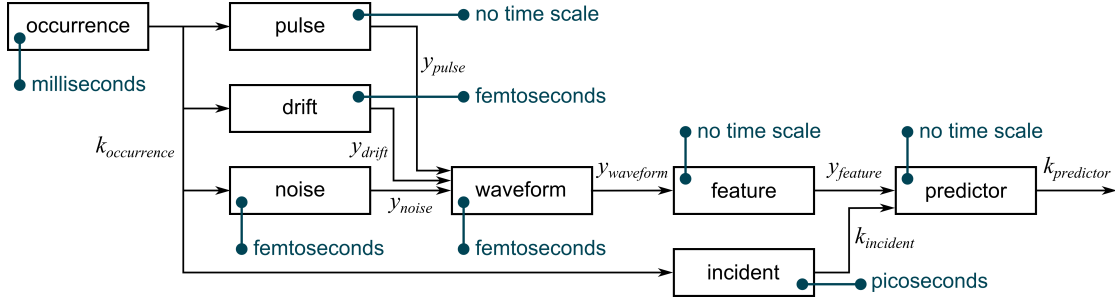 occurrence
pulse
no time scale
milliseconds
y_pulse
drift
femtoseconds
k_occurrence
y_drift
no time scale
no time scale
noise
y_noise
waveform
y_waveform
feature
y_feature
predictor
k_predictor
femtoseconds
femtoseconds
k_incident
incident
picoseconds